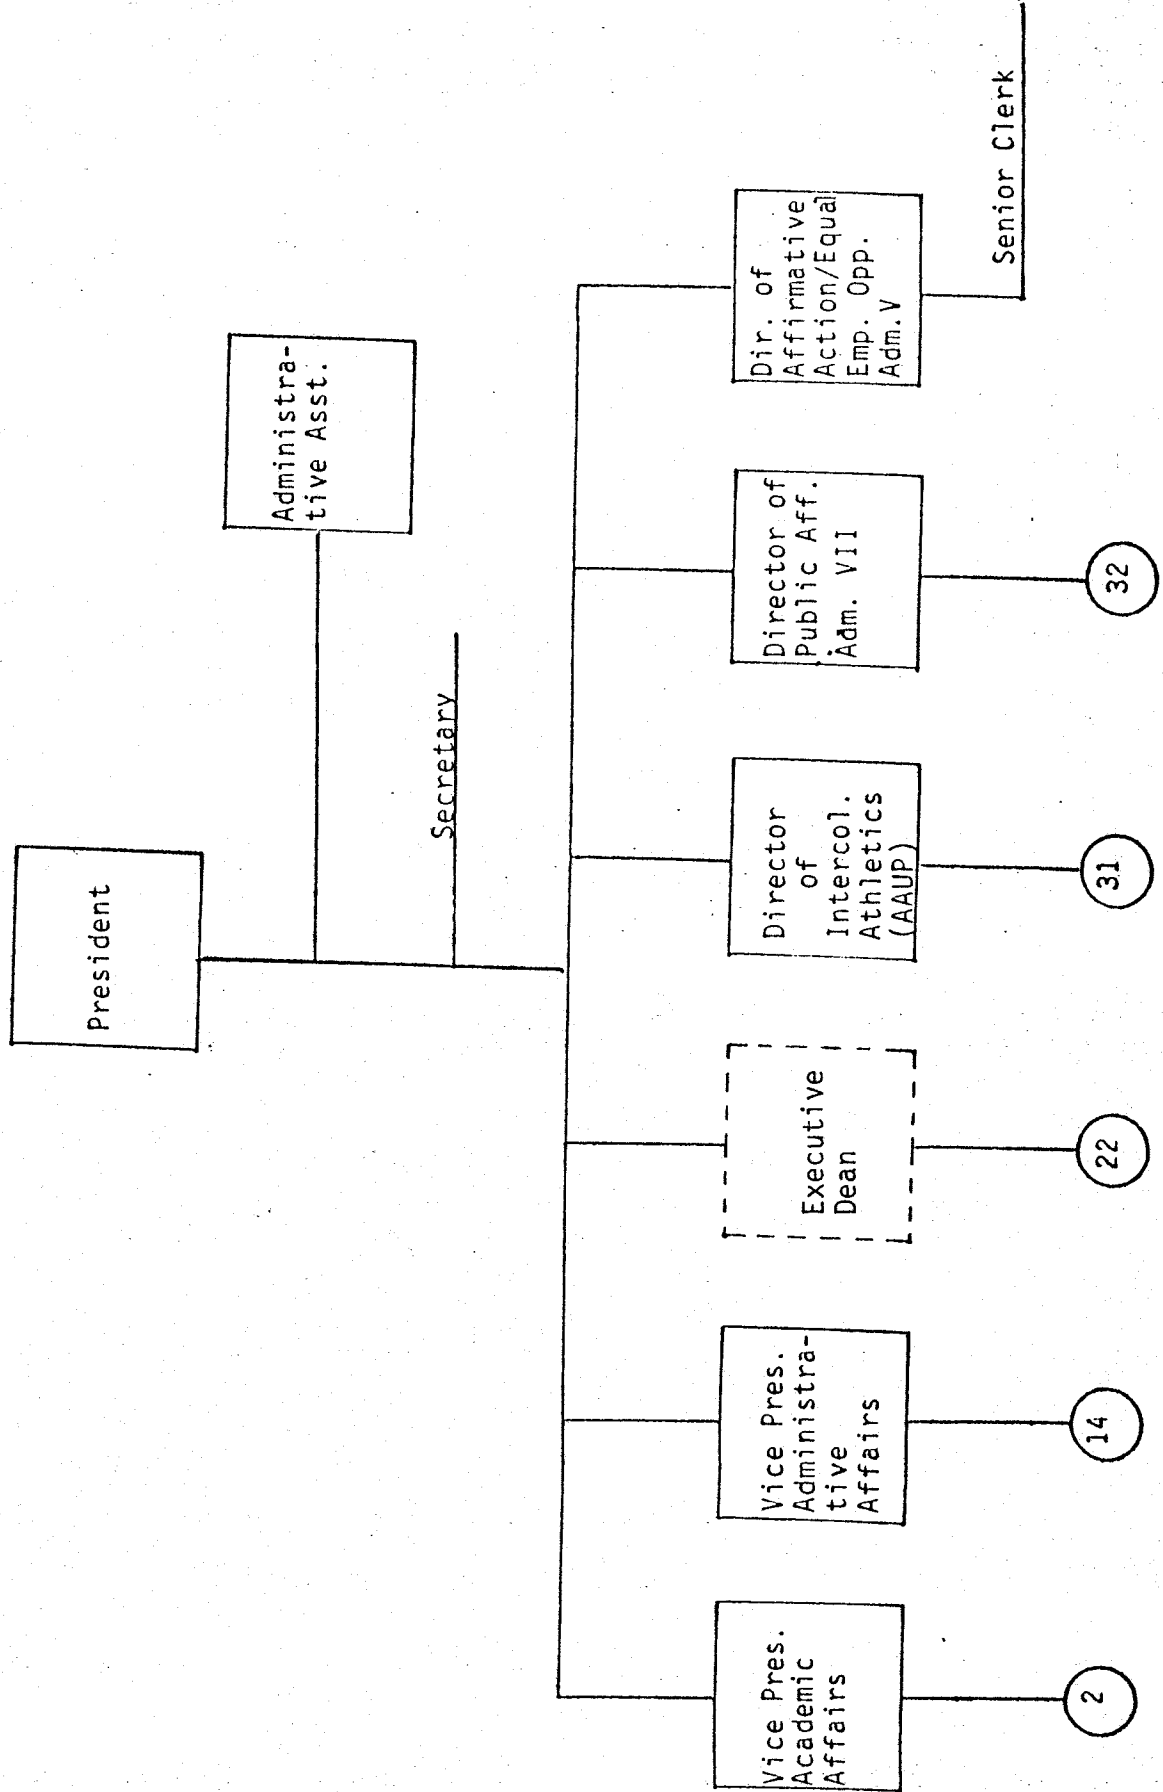 President
Administra-
tive Asst.
Secretary
Vice Pres.
Academic
Affairs
Vice Pres.
Administra-
tive
Affairs
Executive
Dean
Director
of
Intercol.
Athletics
(AAUP)
Director of
Public Aff.
Adm. VII
Dir. of
Affirmative
Action/Equal
Emp. Opp.
Adm.V
Senior Clerk
2
14
22
31
32